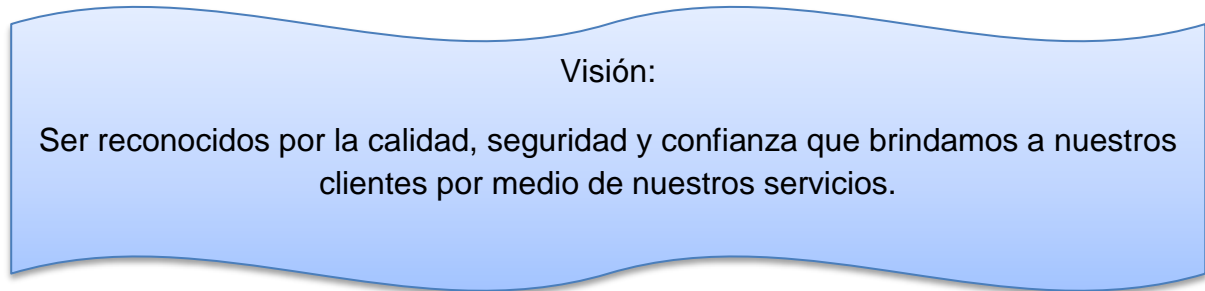 Visión:
Ser reconocidos por la calidad, seguridad y confianza que brindamos a nuestros
clientes por medio de nuestros servicios.